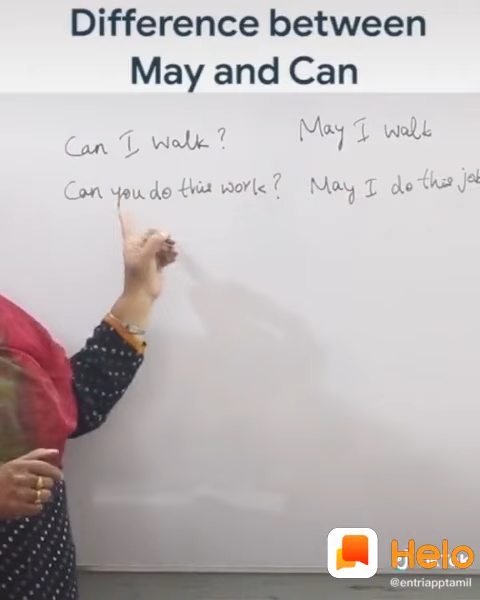 Difference between
May and Can
Can I walk? May I walk
Can you do this work? May I do this job
Helo
@entriapptamil